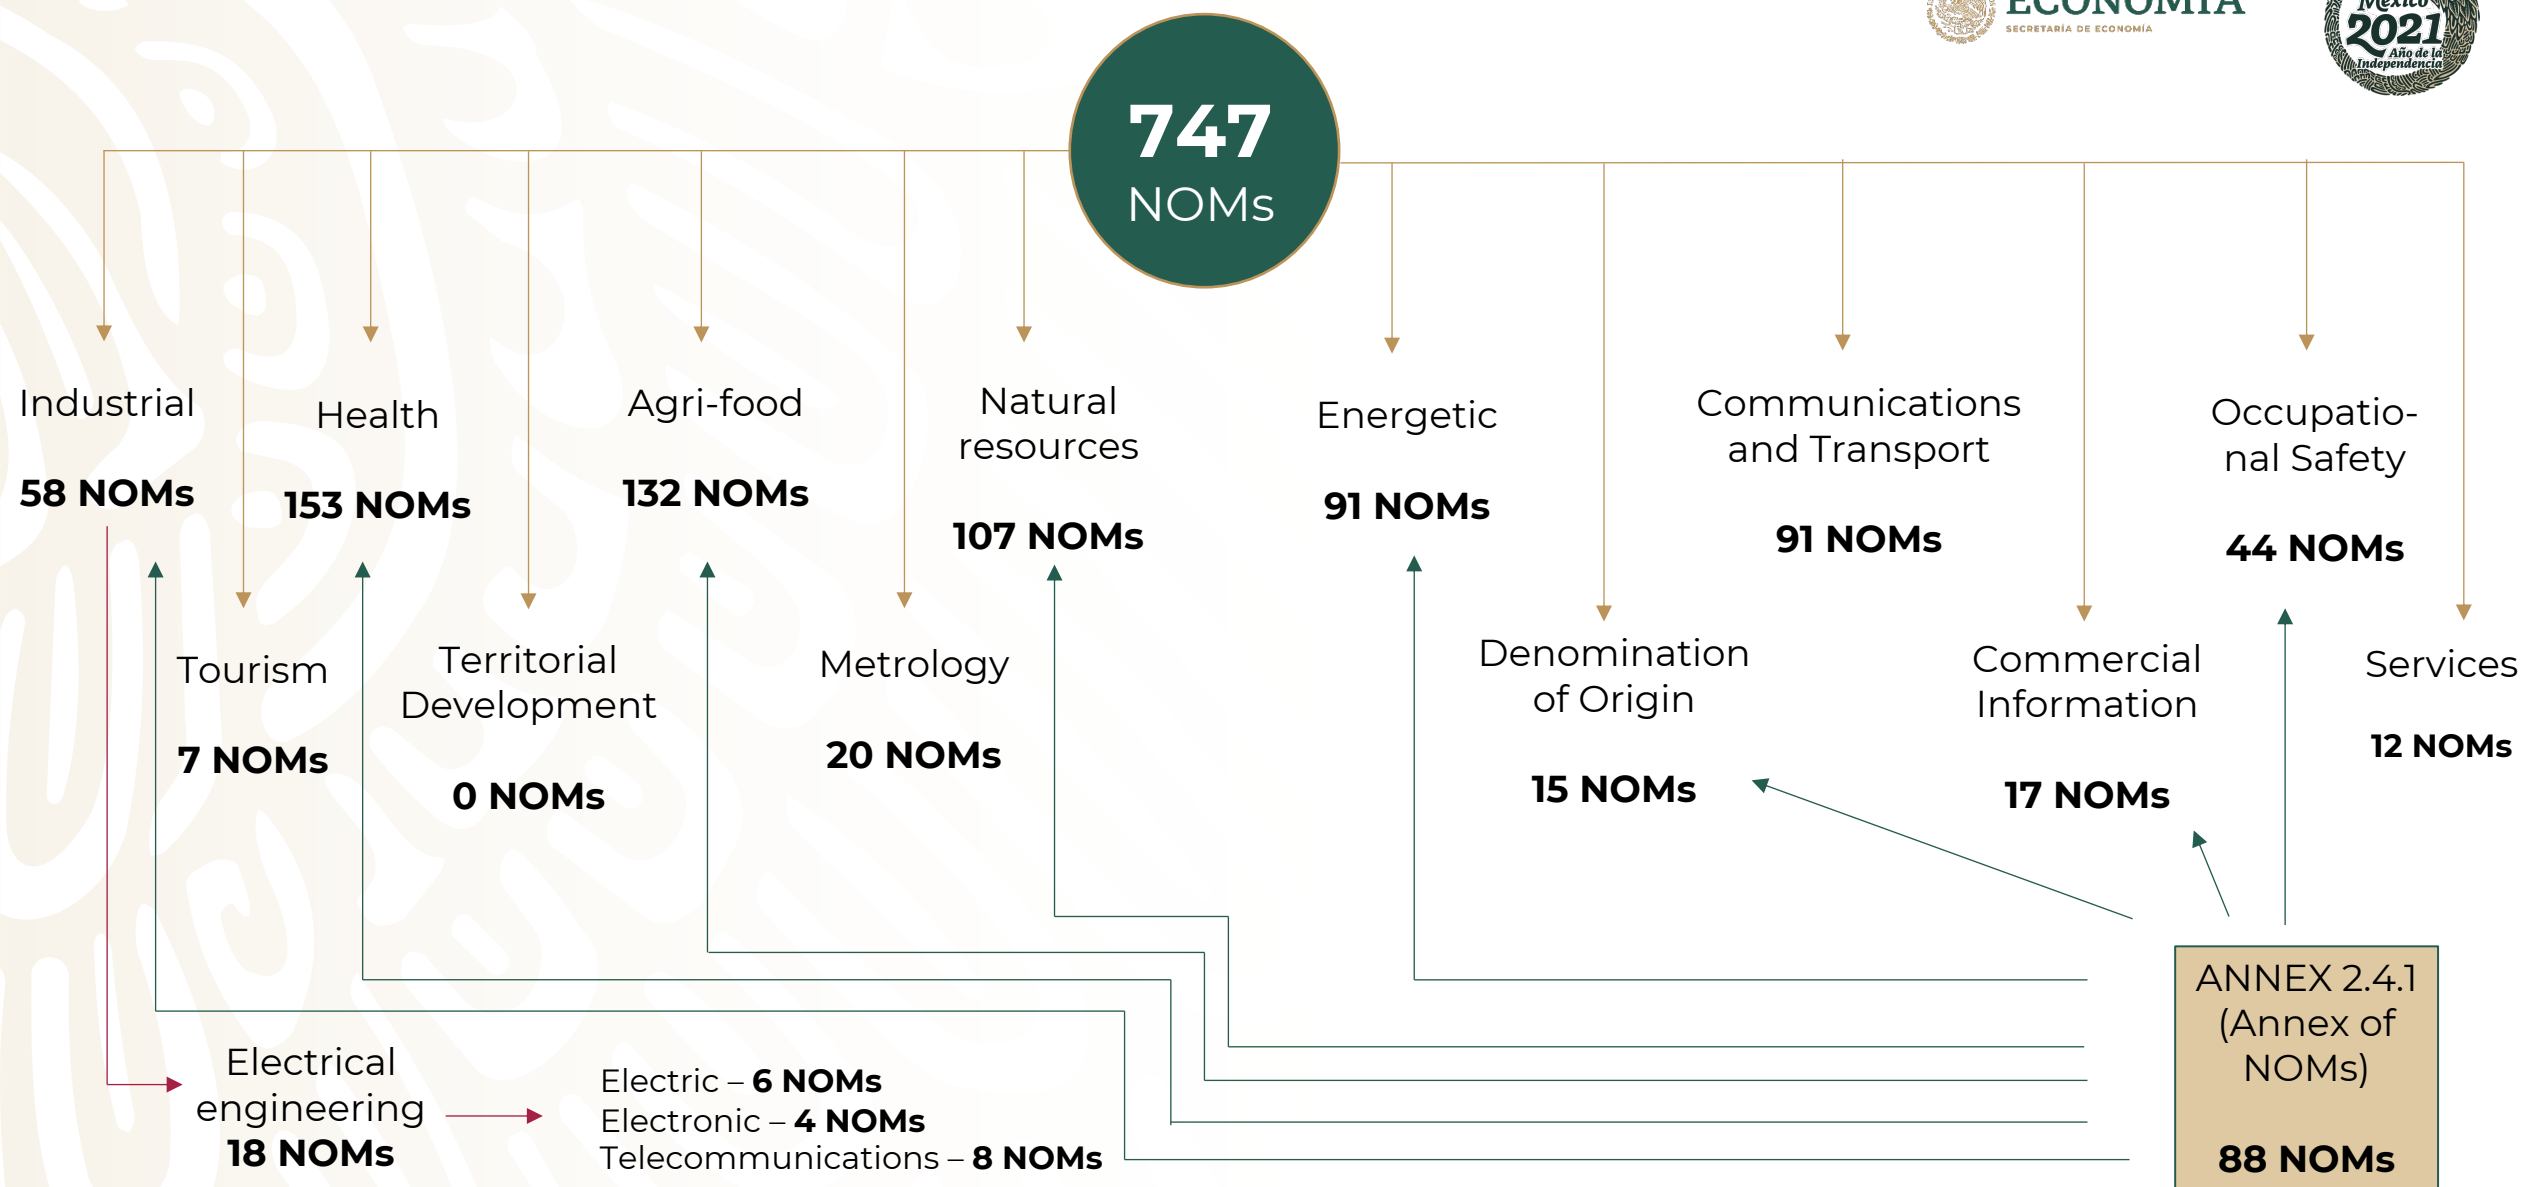 ECONOMÍA
SECRETARÍA DE ECONOMÍA
México
2021
Año de la
Independencia
747
NOMs
Industrial
58 NOMs
Health
153 NOMs
Agri-food
132 NOMs
Natural
resources
107 NOMs
Energetic
91 NOMs
Communications
and Transport
91 NOMs
Occupatio-
nal Safety
44 NOMs
Tourism
7 NOMs
Territorial
Development
0 NOMs
Metrology
20 NOMs
Denomination
of Origin
15 NOMs
Commercial
Information
17 NOMs
Services
12 NOMs
Electrical
engineering
18 NOMs
Electric – 6 NOMs
Electronic – 4 NOMs
Telecommunications – 8 NOMs
ANNEX 2.4.1
(Annex of
NOMs)
88 NOMs